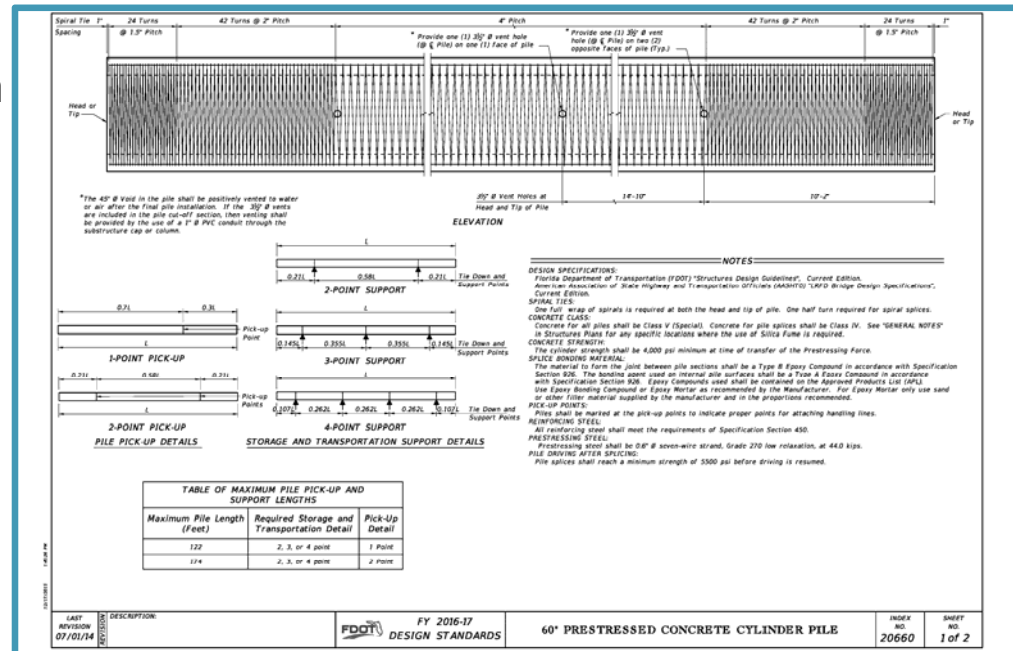 Spiral Tie 1" 24 Turns 42 Turns @ 2" Pitch 4" Pitch 42 Turns @ 2" Pitch 24 Turns 1"
Spacing @ 1.5" Pitch @ 1.5" Pitch
* Provide one (1) 3½" Ø vent hole
(@ ℄ Pile) on one (1) face of pile
* Provide one (1) 3½" Ø vent
hole (@ ℄ Pile) on two (2)
opposite faces of pile (Typ.)
Head or
Tip
Head
or Tip
*The 45" Ø Void in the pile shall be positively vented to water
or air after the final pile installation. If the 3½" Ø vents
are included in the pile cut-off section, then venting shall
be provided by the use of a 1" Ø PVC conduit through the
substructure cap or column.
3½" Ø Vent Holes at
Head and Tip of Pile
14'-10" 10'-2"
ELEVATION
L
0.21L 0.58L 0.21L Tie Down and
Support Points
2-POINT SUPPORT
0.7L 0.3L
L
Pick-up
Point
1-POINT PICK-UP
L
0.145L 0.355L 0.355L 0.145L Tie Down and
Support Points
3-POINT SUPPORT
0.21L 0.58L 0.21L
L
Pick-up
Points
2-POINT PICK-UP
PILE PICK-UP DETAILS
L
0.107L 0.262L 0.262L 0.262L 0.107L Tie Down and
Support Points
4-POINT SUPPORT
STORAGE AND TRANSPORTATION SUPPORT DETAILS
NOTES
DESIGN SPECIFICATIONS:
Florida Department of Transportation (FDOT) "Structures Design Guidelines", Current Edition.
American Association of State Highway and Transportation Officials (AASHTO) "LRFD Bridge Design Specifications",
Current Edition.
SPIRAL TIES:
One full wrap of spirals is required at both the head and tip of pile. One half turn required for spiral splices.
CONCRETE CLASS:
Concrete for all piles shall be Class V (Special). Concrete for pile splices shall be Class IV. See "GENERAL NOTES"
in Structures Plans for any specific locations where the use of Silica Fume is required.
CONCRETE STRENGTH:
The cylinder strength shall be 4,000 psi minimum at time of transfer of the Prestressing Force.
SPLICE BONDING MATERIAL:
The material to form the joint between pile sections shall be a Type B Epoxy Compound in accordance with Specification
Section 926. The bonding agent used on internal pile surfaces shall be a Type A Epoxy Compound in accordance
with Specification Section 926. Epoxy Compounds used shall be contained on the Approved Products List (APL).
Use Epoxy Bonding Compound or Epoxy Mortar as recommended by the Manufacturer. For Epoxy Mortar only use sand
or other filler material supplied by the manufacturer and in the proportions recommended.
PICK-UP POINTS:
Piles shall be marked at the pick-up points to indicate proper points for attaching handling lines.
REINFORCING STEEL:
All reinforcing steel shall meet the requirements of Specification Section 450.
PRESTRESSING STEEL:
Prestressing steel shall be 0.6" Ø seven-wire strand, Grade 270 low relaxation, at 44.0 kips.
PILE DRIVING AFTER SPLICING:
Pile splices shall reach a minimum strength of 5500 psi before driving is resumed.
TABLE OF MAXIMUM PILE PICK-UP AND
SUPPORT LENGTHS
Maximum Pile Length
(Feet) Required Storage and
Transportation Detail Pick-Up
Detail
122 2, 3, or 4 point 1 Point
174 2, 3, or 4 point 2 Point
LAST
REVISION
07/01/14
REVISION
DESCRIPTION:
FDOT
FY 2016-17
DESIGN STANDARDS
60" PRESTRESSED CONCRETE CYLINDER PILE
INDEX
NO.
20660
SHEET
NO.
1 of 2